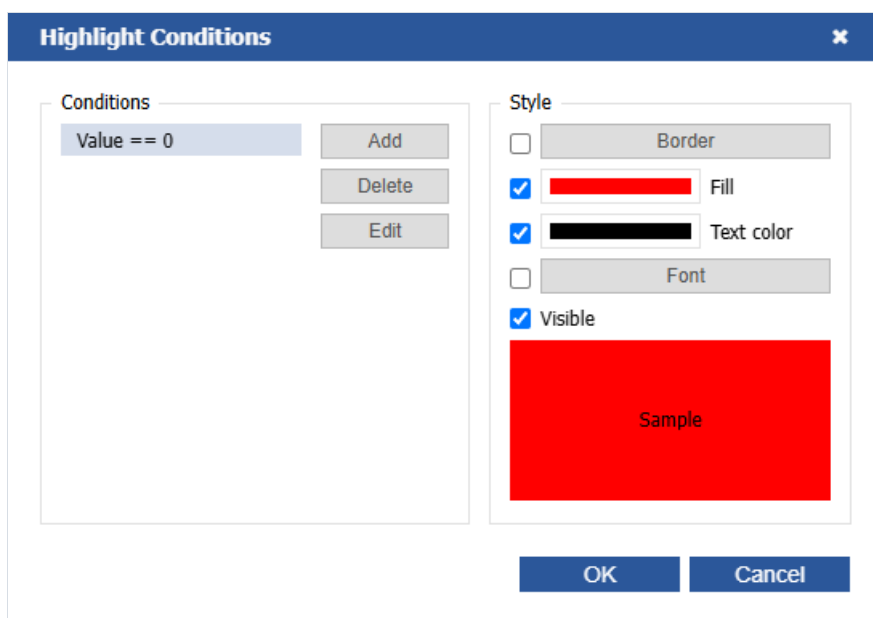 Highlight Conditions
Conditions
Value == 0
Add
Delete
Edit
Style
Border
Fill
Text color
Font
Visible
Sample
OK
Cancel